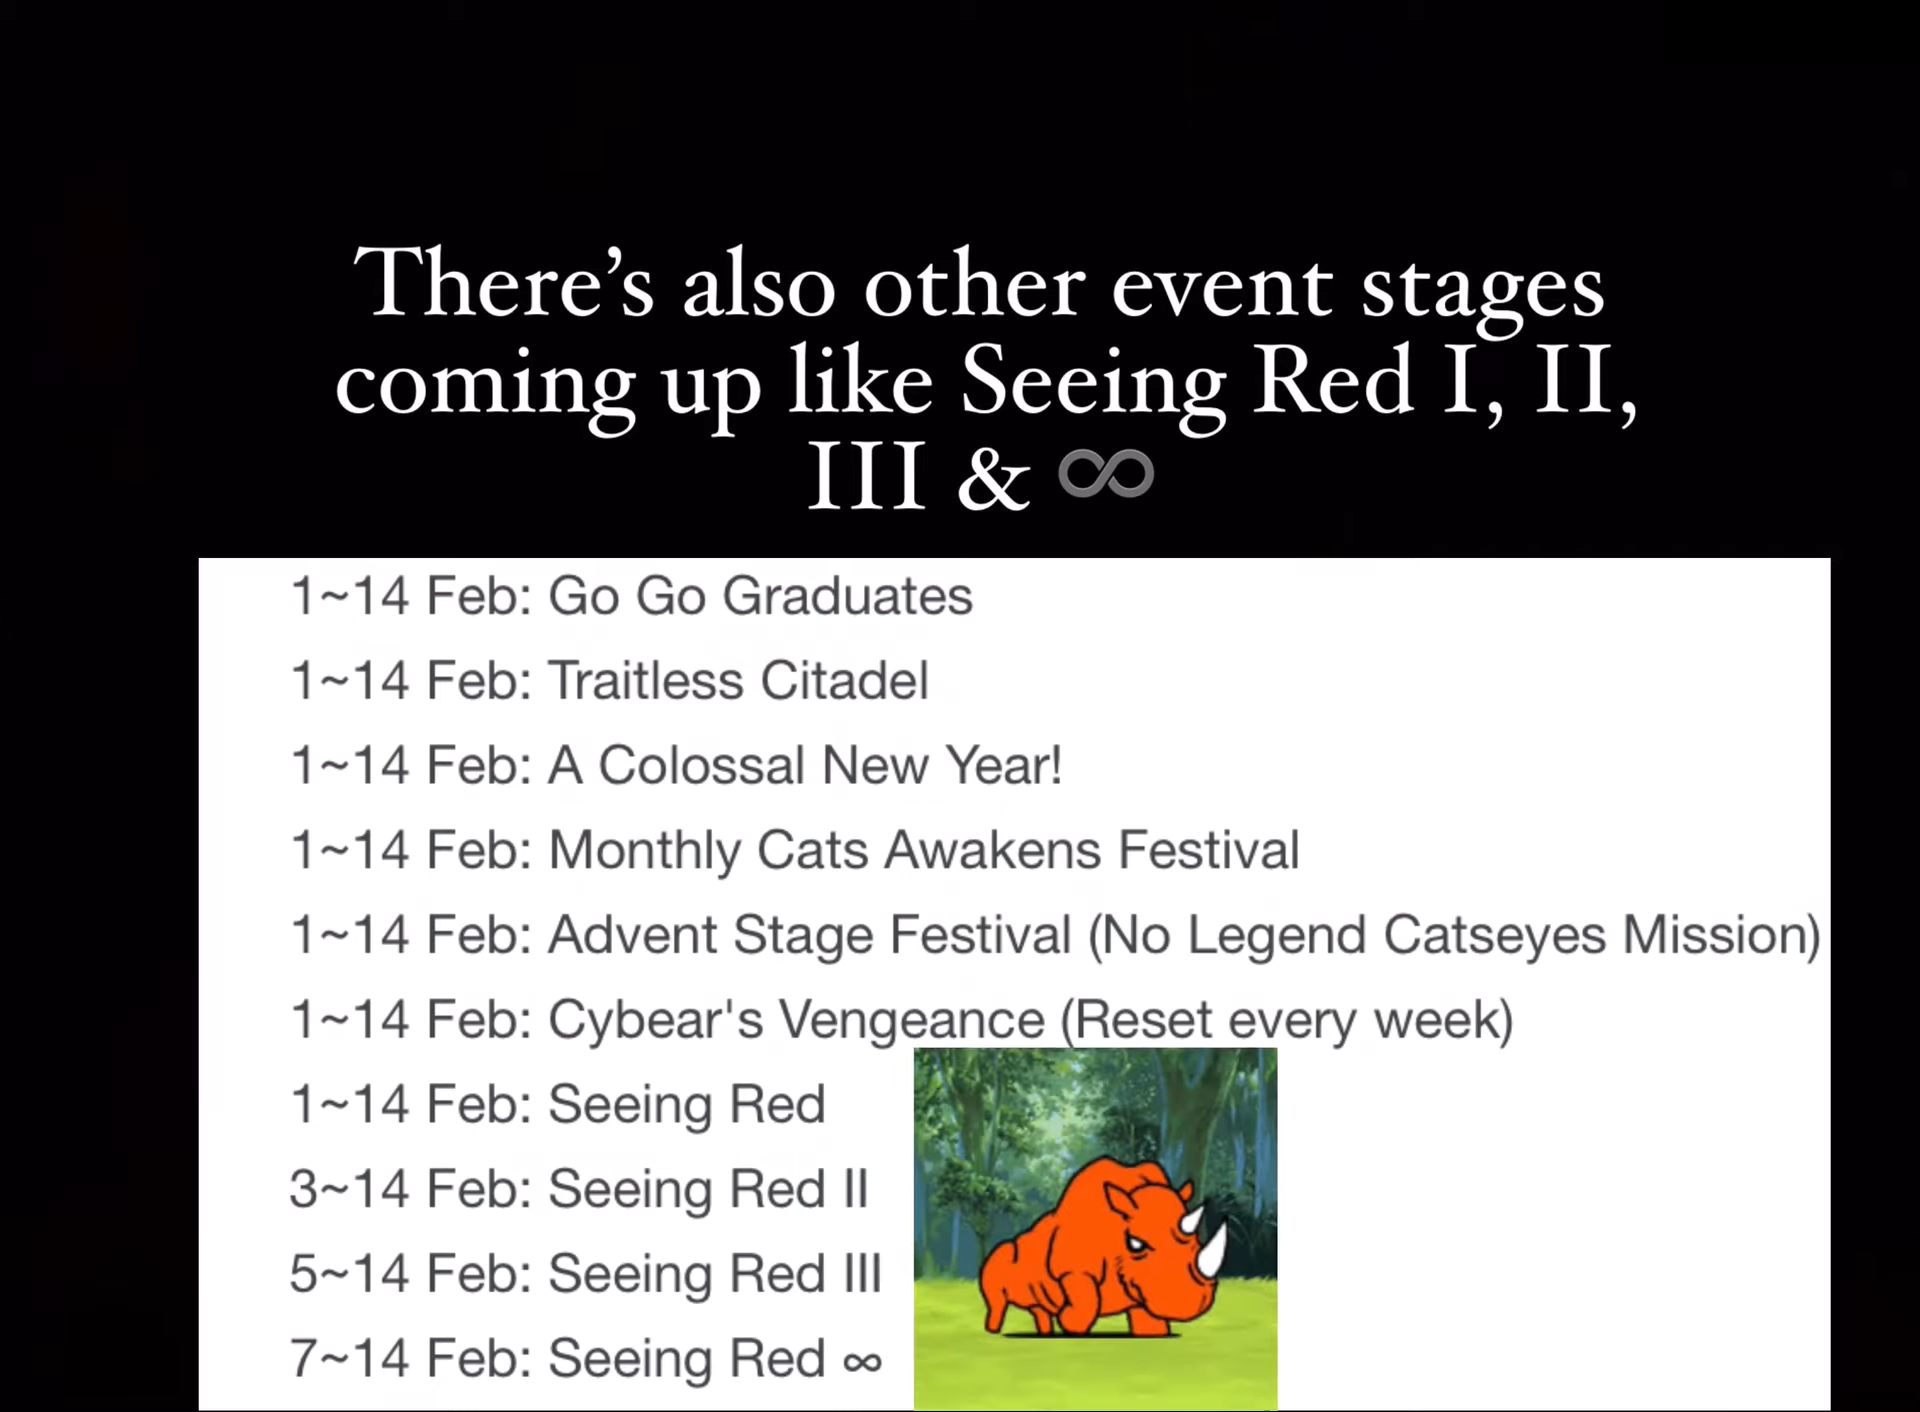 There’s also other event stages
coming up like Seeing Red I, II,
III & ∞
1~14 Feb: Go Go Graduates
1~14 Feb: Traitless Citadel
1~14 Feb: A Colossal New Year!
1~14 Feb: Monthly Cats Awakens Festival
1~14 Feb: Advent Stage Festival (No Legend Catseyes Mission)
1~14 Feb: Cybear's Vengeance (Reset every week)
1~14 Feb: Seeing Red
3~14 Feb: Seeing Red II
5~14 Feb: Seeing Red III
7~14 Feb: Seeing Red ∞